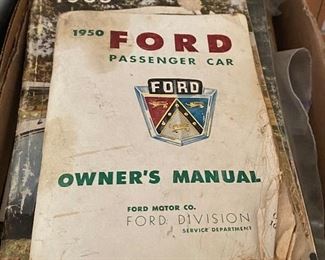 1950 FORD
PASSENGER CAR
FORD
OWNER'S MANUAL
FORD MOTOR CO.
FORD DIVISION
SERVICE DEPARTMENT